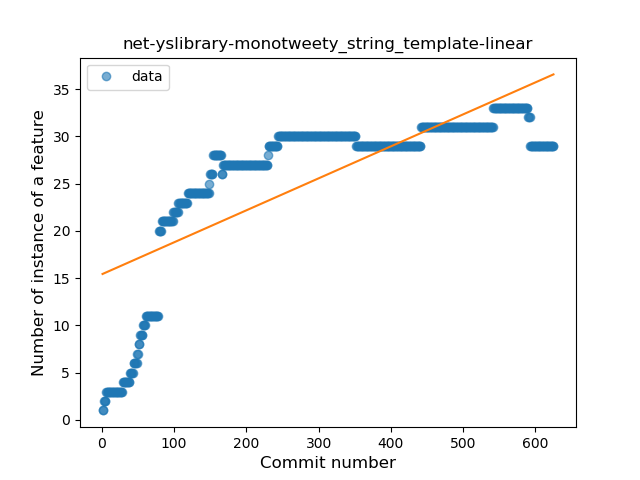 net-yslibrary-monotweety_string_template-linear
data
Number of instance of a feature
35
30
25
20
15
10
5
0
0 100 200 300 400 500 600
Commit number